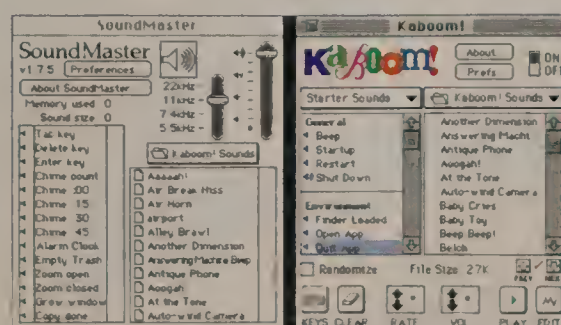 SoundMaster
SoundMaster
v1.7.5 Preferences
About SoundMaster
Memory used 0
Sound size 0
22kHz
11kHz
7.4kHz
5.5kHz
Kaboom! Sounds
Tab key
Delete key
Enter key
Chime count
Chime :00
Chime 15
Chime 30
Chime 45
Alarm Clock
Empty Trash
Zoom open
Zoom closed
Grow window
Copy done
Aaaaah!
Air Break Hiss
Air Horn
airport
Alley Brawl
Another Dimension
Answering Machine Beep
Antique Phone
Aoogah
At the Tone
Auto-wind Camera
Kaboom!
Kaboom!
About...
Prefs
ON
OFF
Starter Sounds
Kaboom! Sounds
General
Beep
Startup
Restart
Shut Down
Environment
Finder Loaded
Open App
Quit App
Another Dimension
Answering Machi
Antique Phone
Aoogah!
At the Tone
Auto-wind Camera
Baby Cries
Baby Toy
Beep Beep!
Belch
Randomize
File Size 27K
KEYS CLEAR RATE VOL PLAY EDIT